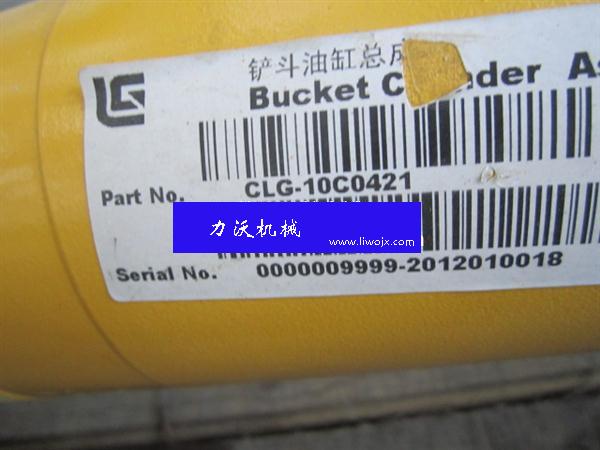 铲斗油缸总成
Bucket C nder As
Part No. CLG-10C0421
力沃机械
www.liwojx.com
Serial No. 0000009999-2012010018